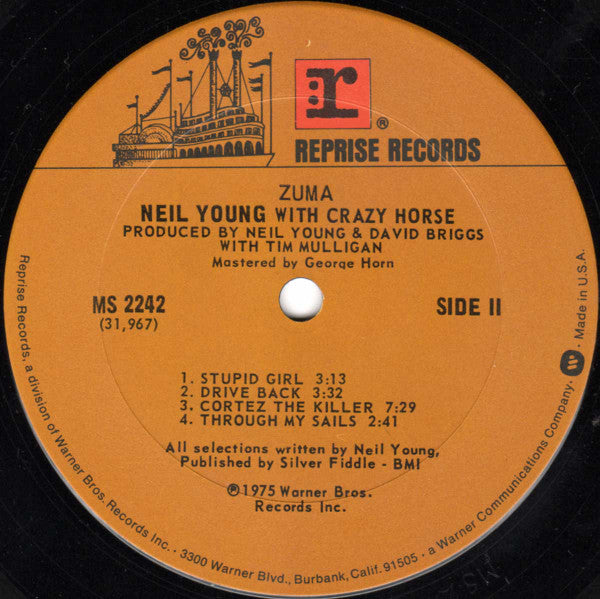 r
®
REPRISE RECORDS
ZUMA
NEIL YOUNG WITH CRAZY HORSE
PRODUCED BY NEIL YOUNG & DAVID BRIGGS
WITH TIM MULLIGAN
Mastered by George Horn
MS 2242
(31,967)
SIDE II
1. STUPID GIRL 3:13
2. DRIVE BACK 3:32
3. CORTEZ THE KILLER 7:29
4. THROUGH MY SAILS 2:41
All selections written by Neil Young,
Published by Silver Fiddle - BMI
℗1975 Warner Bros.
Records Inc.
Reprise Records, a division of Warner Bros. Records Inc. · 3300 Warner Blvd., Burbank, Calif. 91505 · a Warner Communications Company. · Made in U.S.A.